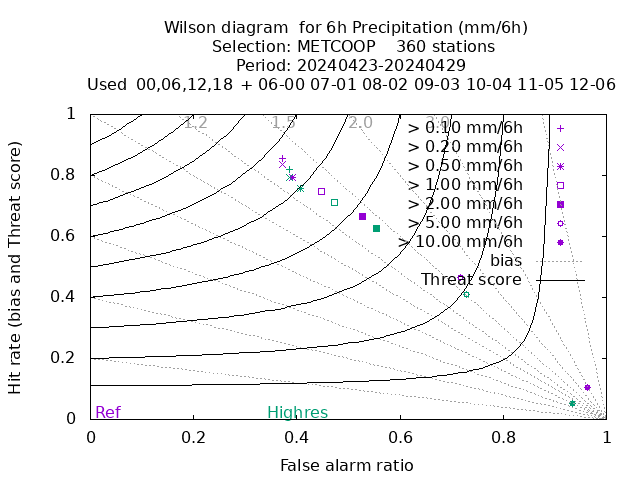 Wilson diagram  for 6h Precipitation (mm/6h)
Selection: METCOOP    360 stations
Period: 20240423-20240429
Used  00,06,12,18  + 06-00 07-01 08-02 09-03 10-04 11-05 12-06
1
0.8
0.6
0.4
0.2
0
0 0.2 0.4 0.6 0.8 1
1.2 1.5 2.0 3.0
> 0.10 mm/6h
> 0.20 mm/6h
> 0.50 mm/6h
> 1.00 mm/6h
> 2.00 mm/6h
> 5.00 mm/6h
> 10.00 mm/6h
bias
Threat score
Ref Highres
Hit rate (bias and Threat score)
False alarm ratio